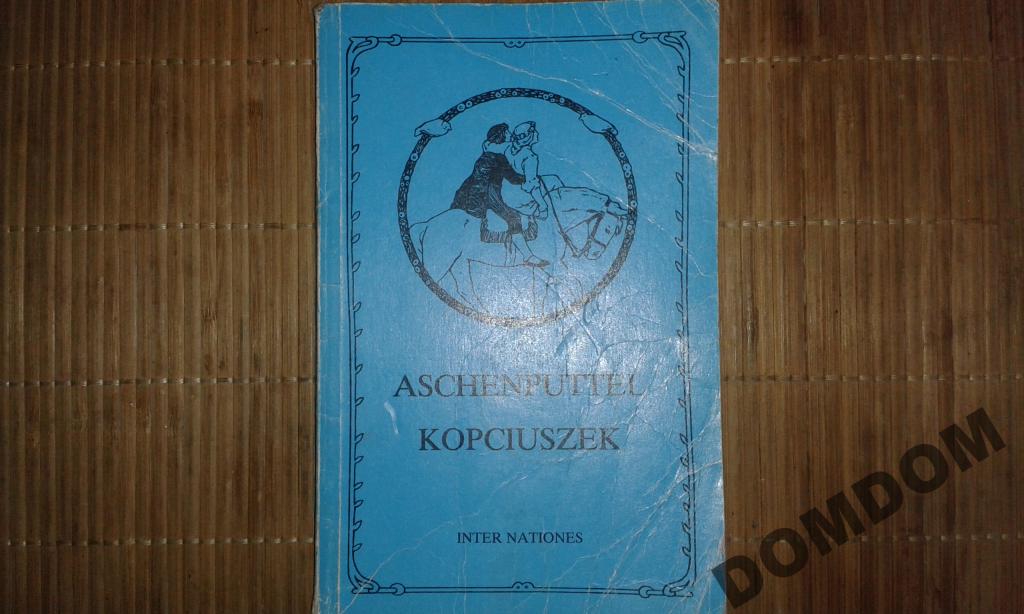 ASCHENPUTTEL
KOPCIUSZEK
INTER NATIONES
DOMDOM